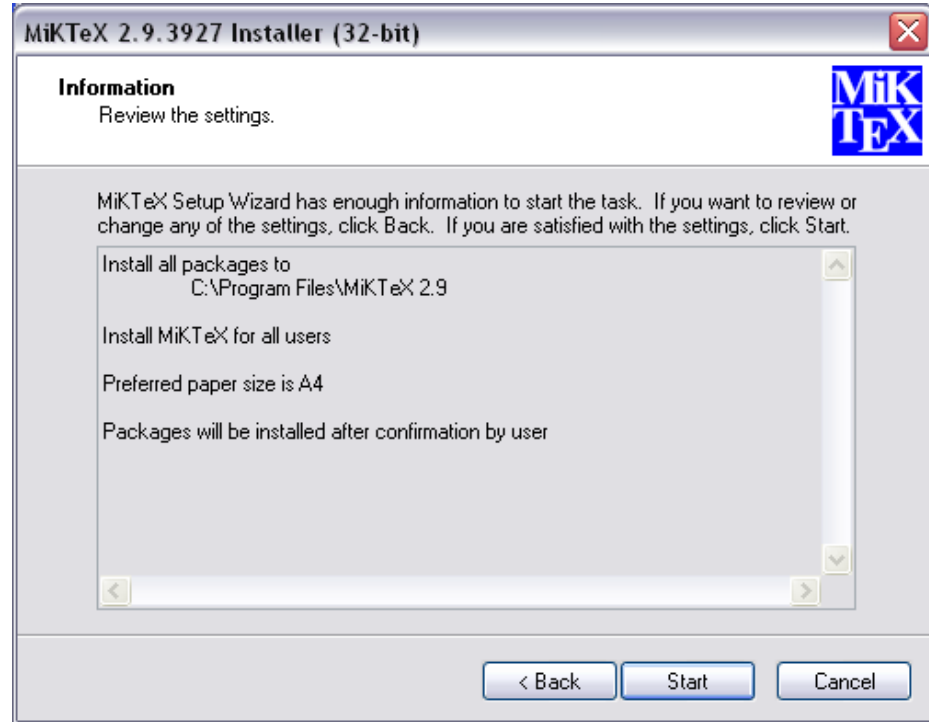 MiKTeX 2.9.3927 Installer (32-bit)
Information
Review the settings.
MiK
TEX
MiKTeX Setup Wizard has enough information to start the task.  If you want to review or
change any of the settings, click Back.  If you are satisfied with the settings, click Start.
Install all packages to
C:\Program Files\MiKTeX 2.9
Install MiKTeX for all users
Preferred paper size is A4
Packages will be installed after confirmation by user
< Back
Start
Cancel